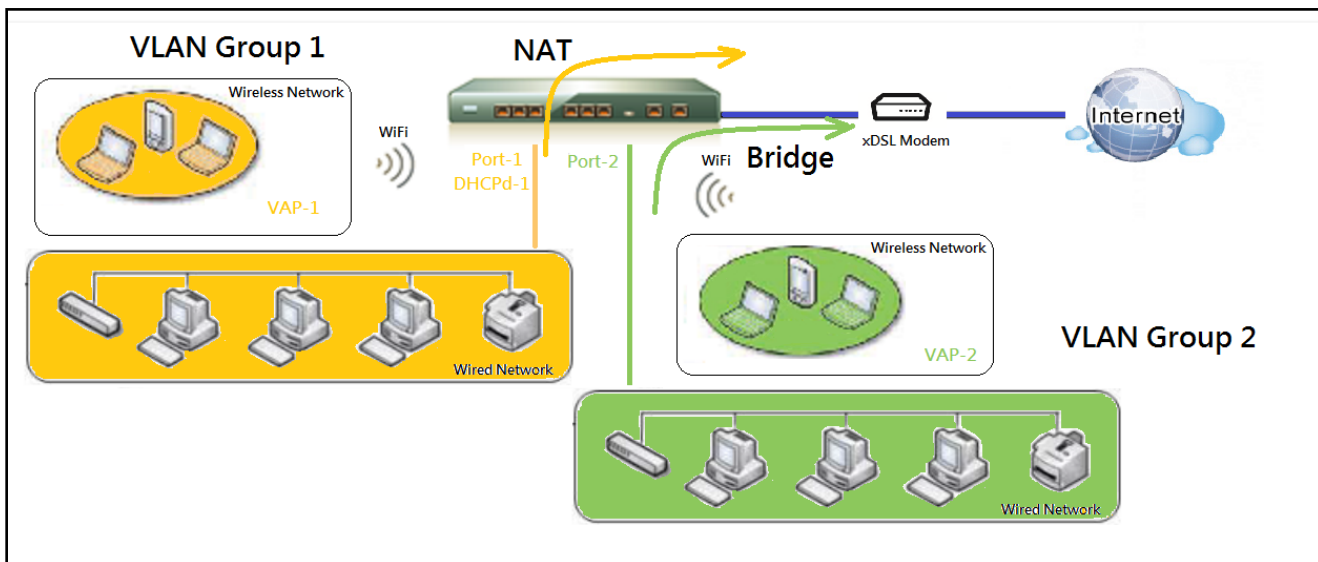 VLAN Group 1
NAT
Wireless Network
WiFi
VAP-1
Port-1
DHCPd-1
Port-2
WiFi
Bridge
xDSL Modem
Internet
Wired Network
Wireless Network
VAP-2
VLAN Group 2
Wired Network